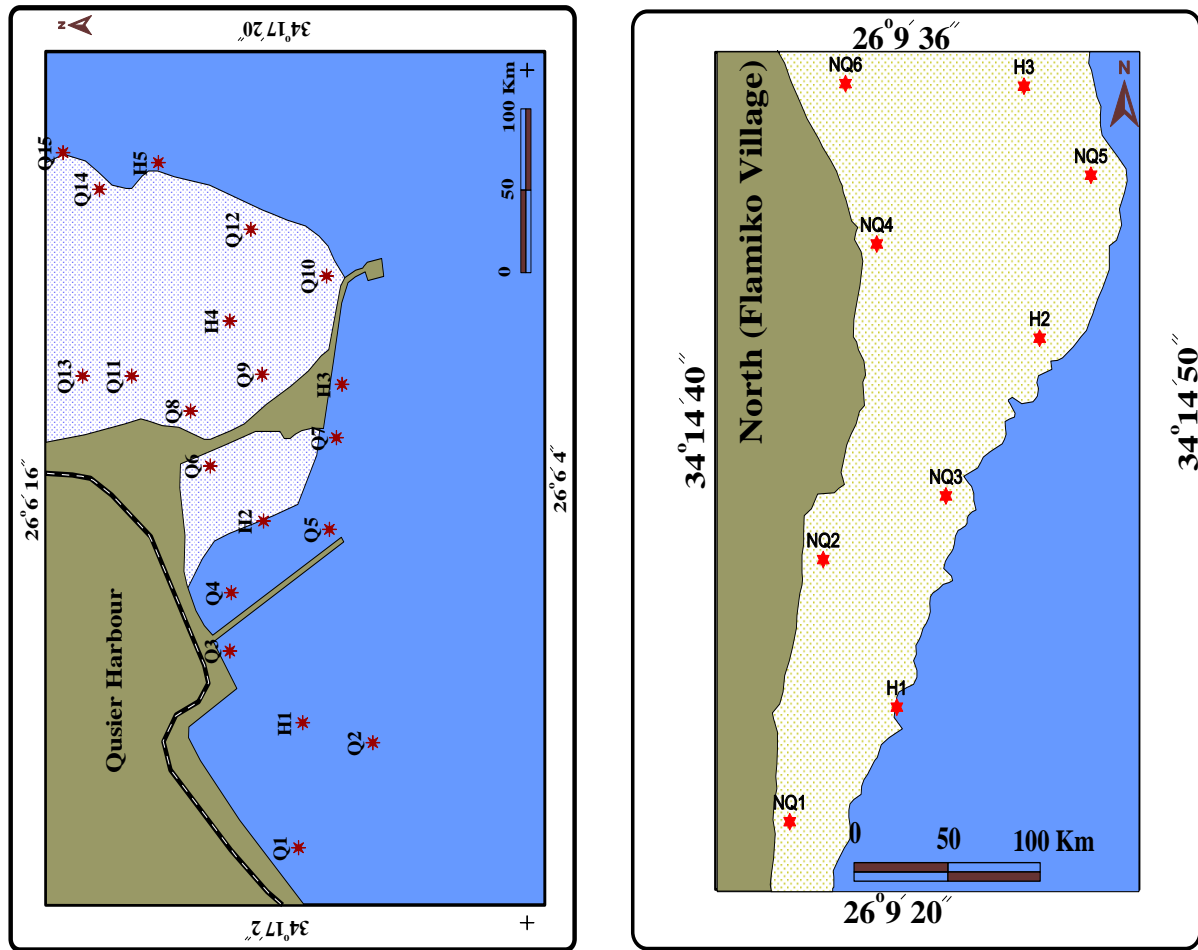 N
34°17′20″
Q15
Q14
H5
100 Km
50
0
Q12
Q10
H4
Q13
Q11
Q9
Q8
H3
Q7
Q6
26°6′16″
26°6′4″
H2
Q5
Q4
Q3
Qusier Harbour
H1
Q2
Q1
34°17′2″
26°9′36″
North (Flamiko Village)
N
NQ6
H3
NQ5
NQ4
H2
34°14′40″
34°14′50″
NQ3
NQ2
H1
NQ1
0 50 100 Km
26°9′20″